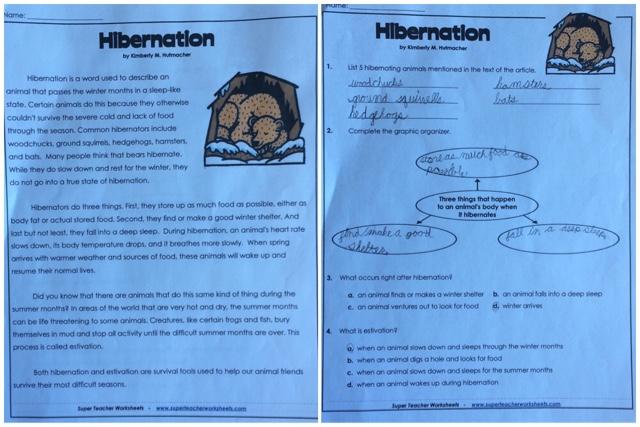 Name:
Hibernation
by Kimberly M. Hutmacher
Hibernation is a word used to describe an
animal that passes the winter months in a sleep-like
state. Certain animals do this because they otherwise
couldn't survive the severe cold and lack of food
through the season. Common hibernators include
woodchucks, ground squirrels, hedgehogs, hamsters,
and bats. Many people think that bears hibernate.
While they do slow down and rest for the winter, they
do not go into a true state of hibernation.
Hibernators do three things. First, they store up as much food as possible, either as
body fat or actual stored food. Second, they find or make a good winter shelter. And
last but not least, they fall into a deep sleep. During hibernation, an animal's heart rate
slows down, its body temperature drops, and it breathes more slowly. When spring
arrives with warmer weather and sources of food, these animals will wake up and
resume their normal lives.
Did you know that there are animals that do this same kind of thing during the
summer months? In areas of the world that are very hot and dry, the summer months
can be life threatening to some animals. Creatures, like certain frogs and fish, bury
themselves in mud and stop all activity until the difficult summer months are over. This
process is called estivation.
Both hibernation and estivation are survival tools used to help our animal friends
survive their most difficult seasons.
Super Teacher Worksheets - www.superteacherworksheets.com
Name:
Hibernation
by Kimberly M. Hutmacher
1. List 5 hibernating animals mentioned in the text of the article.
woodchucks hamsters
ground squirrells bats
hedgehogs
2. Complete the graphic organizer.
store as much food as
possible
Three things that happen
to an animal's body when
it hibernates
find/make a good
shelter
fall in a deep sleep
3. What occurs right after hibernation?
a. an animal finds or makes a winter shelter b. an animal falls into a deep sleep
c. an animal ventures out to look for food d. winter arrives
4. What is estivation?
a. when an animal slows down and sleeps through the winter months
b. when an animal digs a hole and looks for food
c. when an animal slows down and sleeps for the summer months
d. when an animal wakes up during hibernation
Super Teacher Worksheets - www.superteacherworksheets.com